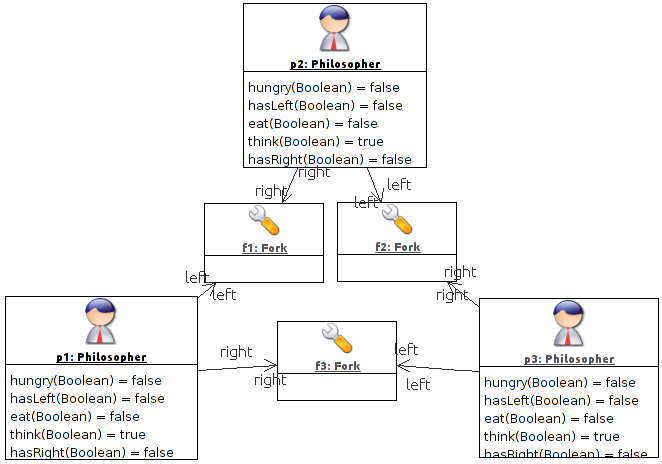 p2: Philosopher
hungry(Boolean) = false
hasLeft(Boolean) = false
eat(Boolean) = false
think(Boolean) = true
hasRight(Boolean) = false
right
left
right
left
f1: Fork
f2: Fork
left
left
right
right
p1: Philosopher
hungry(Boolean) = false
hasLeft(Boolean) = false
eat(Boolean) = false
think(Boolean) = true
hasRight(Boolean) = false
right
right
f3: Fork
left
left
p3: Philosopher
hungry(Boolean) = false
hasLeft(Boolean) = false
eat(Boolean) = false
think(Boolean) = true
hasRight(Boolean) = false